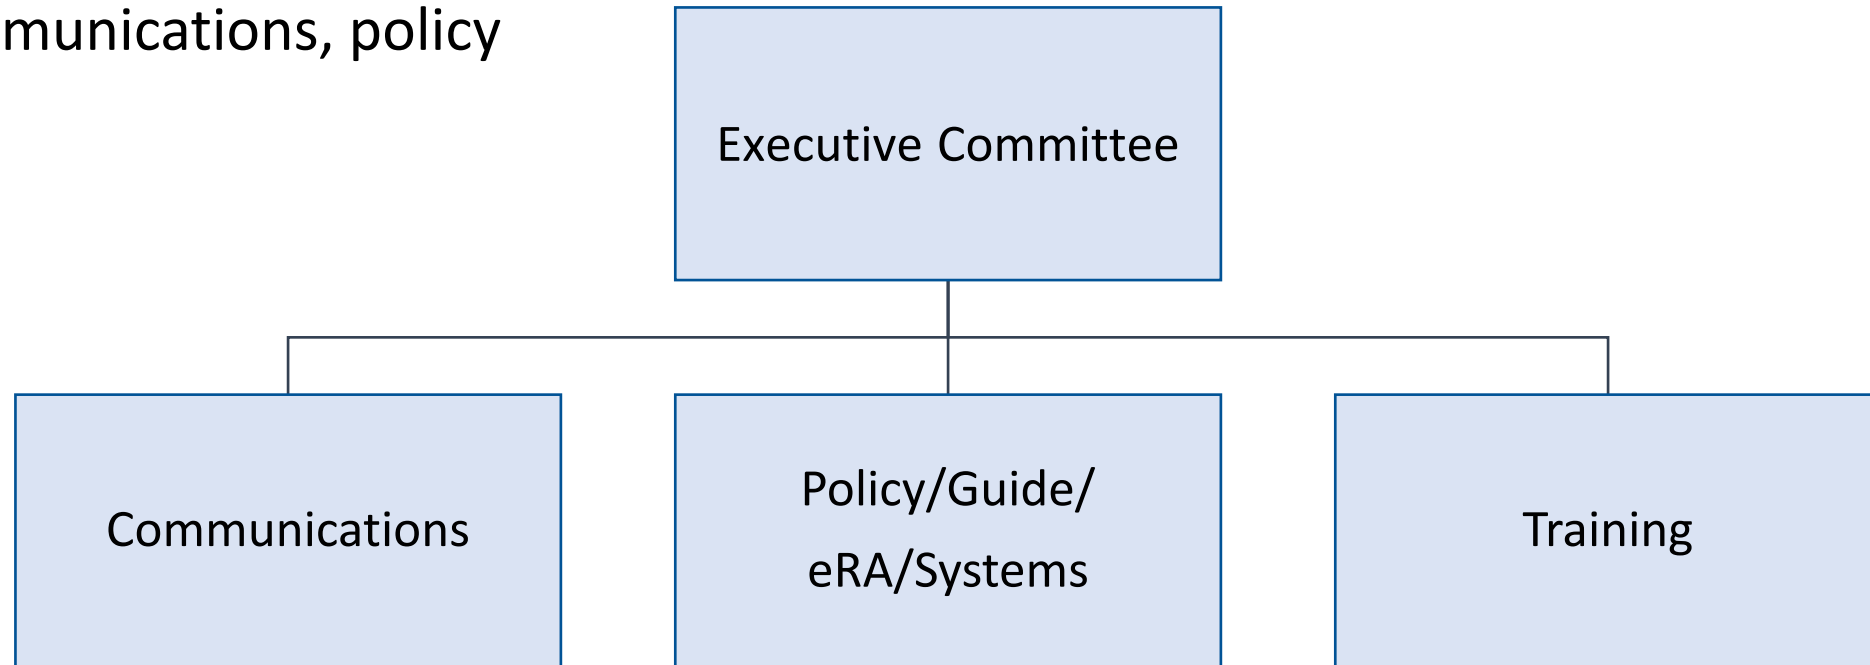 munications, policy
Executive Committee
Communications
Policy/Guide/
eRA/Systems
Training